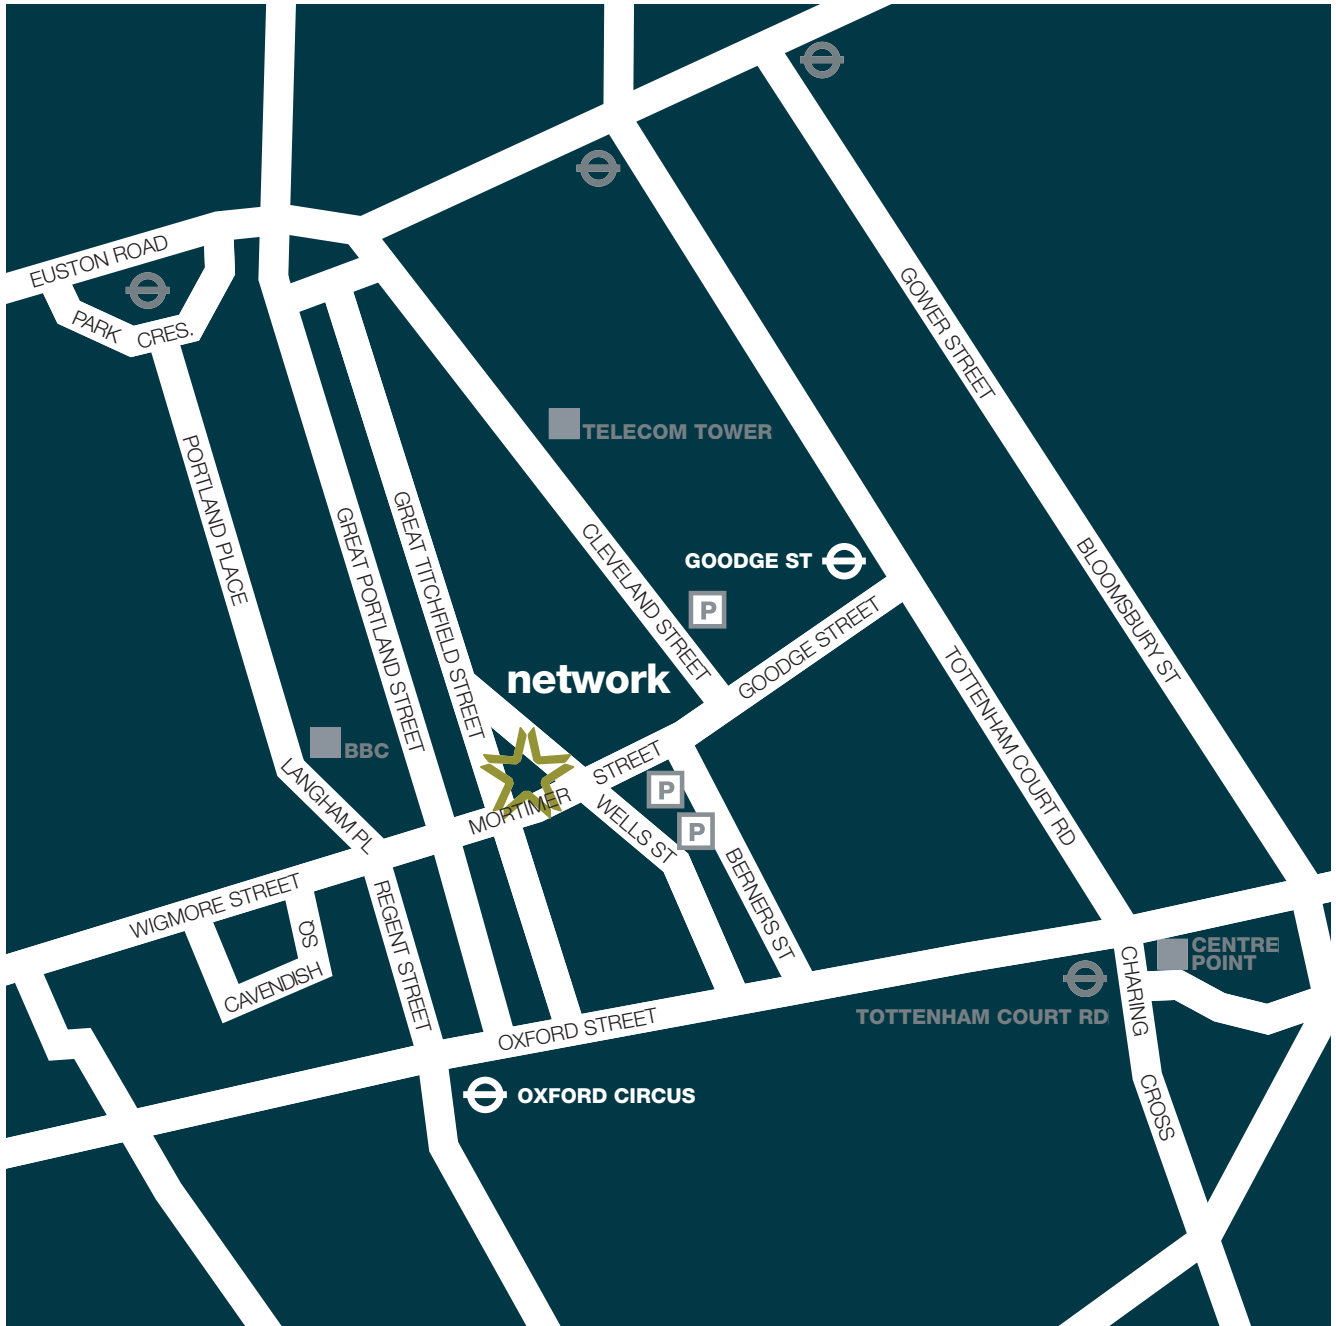 EUSTON ROAD
PARK CRES.
GOWER STREET
TELECOM TOWER
PORTLAND PLACE
GREAT PORTLAND STREET
GREAT TITCHFIELD STREET
CLEVELAND STREET
GOODGE ST
P
GOODGE STREET
BLOOMSBURY ST
TOTTENHAM COURT RD
network
BBC
LANGHAM PL
MORTIMER STREET
P
P
WELLS ST
BERNERS ST
WIGMORE STREET
CAVENDISH SQ
REGENT STREET
OXFORD STREET
CENTRE
POINT
TOTTENHAM COURT RD
CHARING CROSS
OXFORD CIRCUS